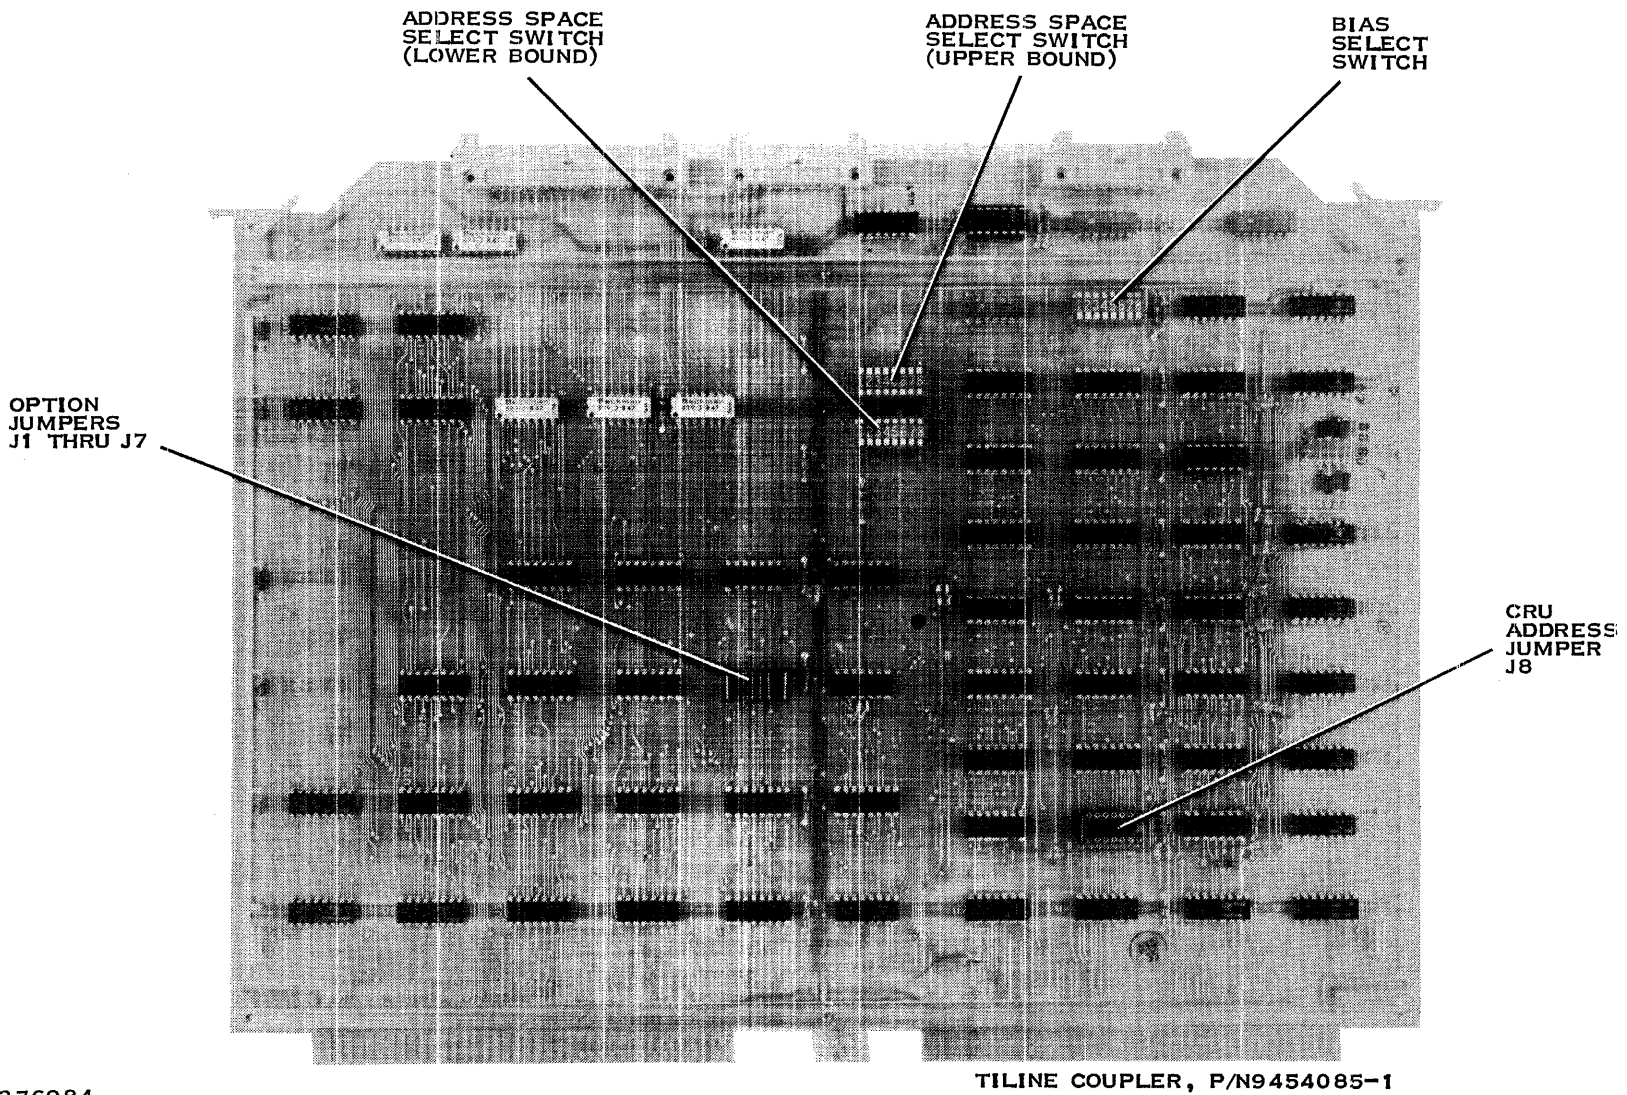 ADDRESS SPACE
SELECT SWITCH
(LOWER BOUND)
ADDRESS SPACE
SELECT SWITCH
(UPPER BOUND)
BIAS
SELECT
SWITCH
OPTION
JUMPERS
J1 THRU J7
CRU
ADDRESS
JUMPER
J8
TILINE COUPLER, P/N9454085-1